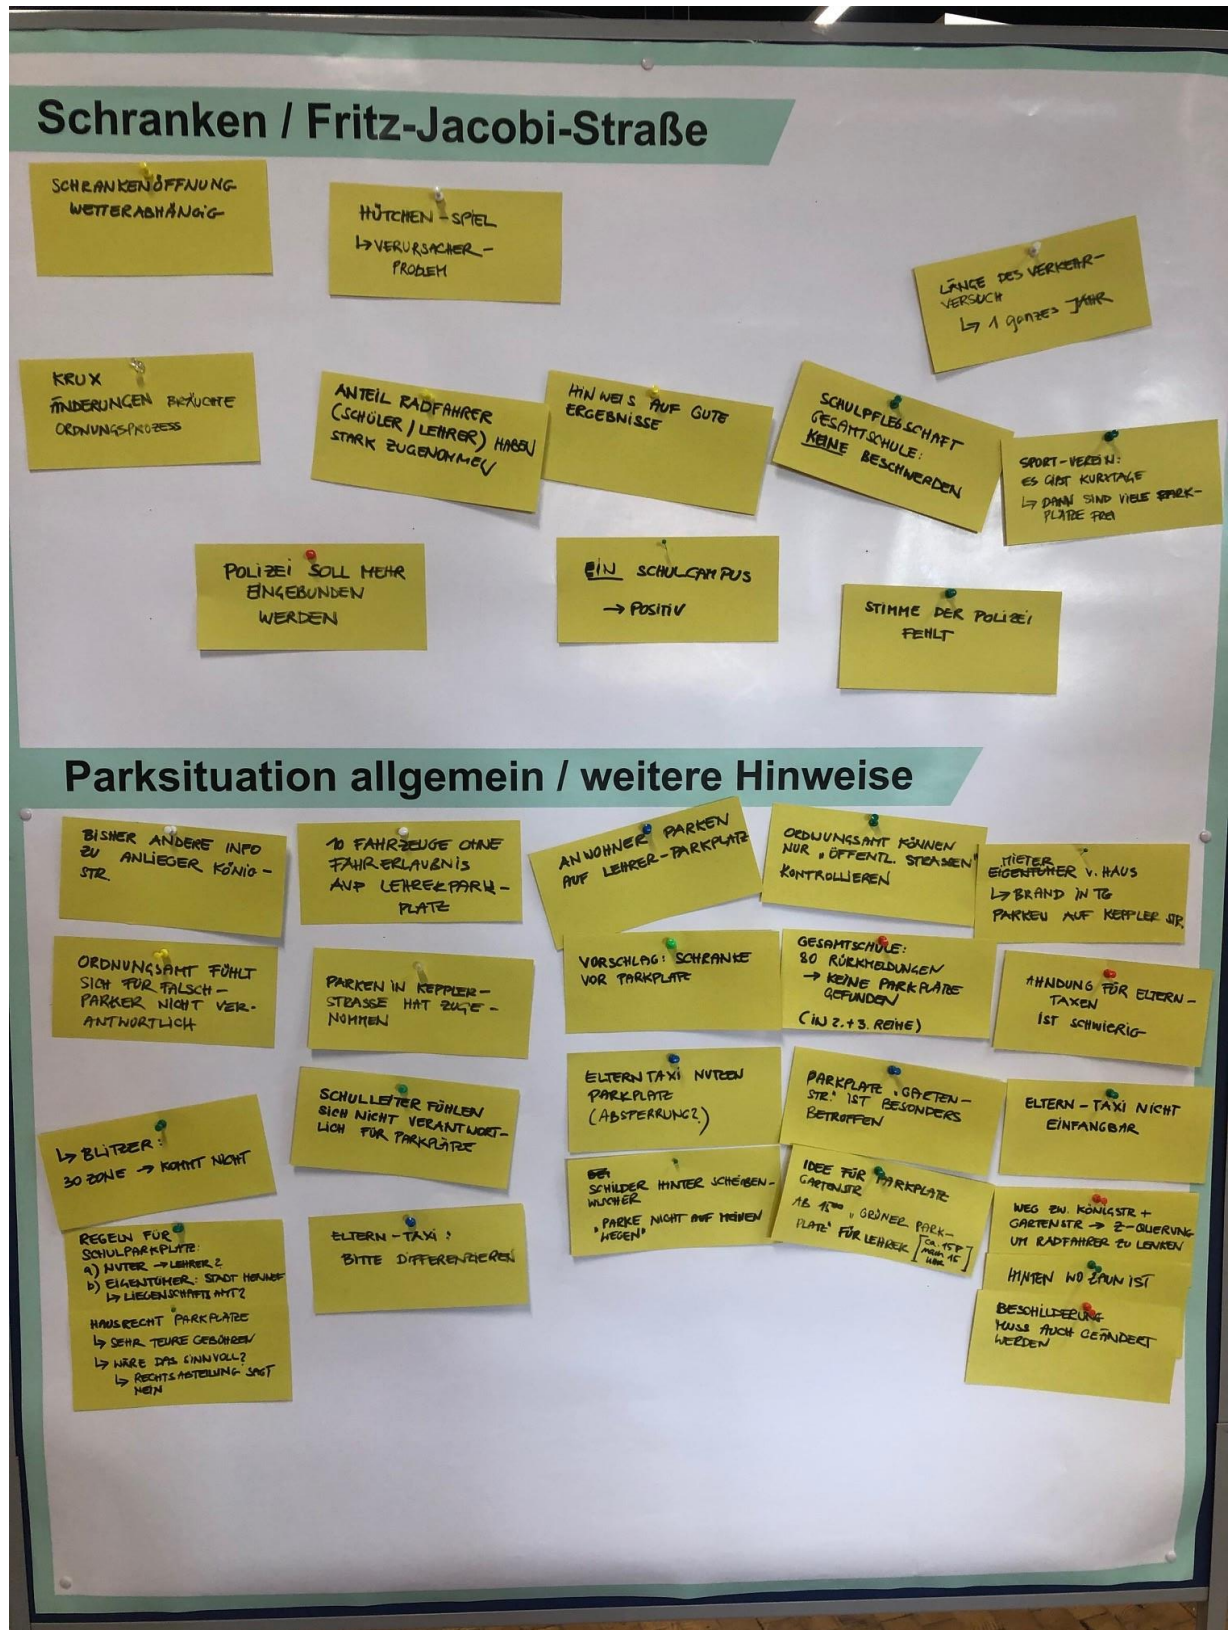 Schranken / Fritz-Jacobi-Straße
SCHRANKENÖFFNUNG
WETTERABHÄNGIG
HÜTCHEN-SPIEL
↳ VERURSACHER-
PROBLEM
LÄNGE DES VERKEHR-
VERSUCH
↳ 1 ganzes JAHR
KRUX
ÄNDERUNGEN BRÄUCHTE
ORDNUNGSPROZESS
ANTEIL RADFAHRER
(SCHÜLER / LEHRER) HABEN
STARK ZUGENOMMEN
HINWEIS AUF GUTE
ERGEBNISSE
SCHULPFLEGSCHAFT
GESAMTSCHULE:
KEINE BESCHWERDEN
SPORT-VEREIN:
ES GIBT KURZTAGE
↳ DANN SIND VIELE PARK-
PLÄTZE FREI
POLIZEI SOLL MEHR
EINGEBUNDEN
WERDEN
EIN SCHULCAMPUS
→ POSITIV
STIMME DER POLIZEI
FEHLT
Parksituation allgemein / weitere Hinweise
BISHER ANDERE INFO
ZU ANLIEGER KÖNIG-
STR.
10 FAHRZEUGE OHNE
FAHRERLAUBNIS
AUF LEHRERPARK-
PLATZ
ANWOHNER PARKEN
AUF LEHRER-PARKPLATZ
ORDNUNGSAMT KÖNNEN
NUR „ÖFFENTL. STRASSEN"
KONTROLLIEREN
MIETER
EIGENTÜMER V. HAUS
↳ BRAND IN TG
PARKEN AUF KEPPLER STR.
ORDNUNGSAMT FÜHLT
SICH FÜR FALSCH-
PARKER NICHT VER-
ANTWORTLICH
PARKEN IN KEPPLER-
STRASSE HAT ZUGE-
NOMMEN
VORSCHLAG: SCHRANKE
VOR PARKPLATZ
GESAMTSCHULE:
80 RÜCKMELDUNGEN
→ KEINE PARKPLÄTZE
GEFUNDEN
(IN 2. + 3. REIHE)
AHNDUNG FÜR ELTERN-
TAXEN
IST SCHWIERIG
↳ BLITZER:
30 ZONE → KOMMT NICHT
SCHULLEITER FÜHLEN
SICH NICHT VERANTWORT-
LICH FÜR PARKPLÄTZE
ELTERNTAXI NUTZEN
PARKPLATZ
(ABSPERRUNG?)
PARKPLATZ „GARTEN-
STR." IST BESONDERS
BETROFFEN
ELTERN-TAXI NICHT
EINFANGBAR
REGELN FÜR
SCHULPARKPLÄTZE:
a) NUTZER → LEHRER?
b) EIGENTÜMER: STADT HENNEF
↳ LIEGENSCHAFTSAMT?
ELTERN-TAXI:
BITTE DIFFERENZIEREN
SCHILDER HINTER SCHEIBEN-
WISCHER
„PARKE NICHT AUF MEINEN
WEGEN"
IDEE FÜR PARKPLATZ
GARTENSTR
AB 15⁰⁰ „GRÜNER PARK-
PLATZ" FÜR LEHRER [ca. 15 P
nach 15
UHR]
WEG ZW. KÖNIGSTR +
GARTENSTR → Z-QUERUNG
UM RADFAHRER ZU LENKEN
HINTEN WO ZAUN IST
BESCHILDERUNG
MUSS AUCH GEÄNDERT
WERDEN
HAUSRECHT PARKPLÄTZE
↳ SEHR TEURE GEBÜHREN
↳ WÄRE DAS SINNVOLL?
↳ RECHTSABTEILUNG SAGT
NEIN